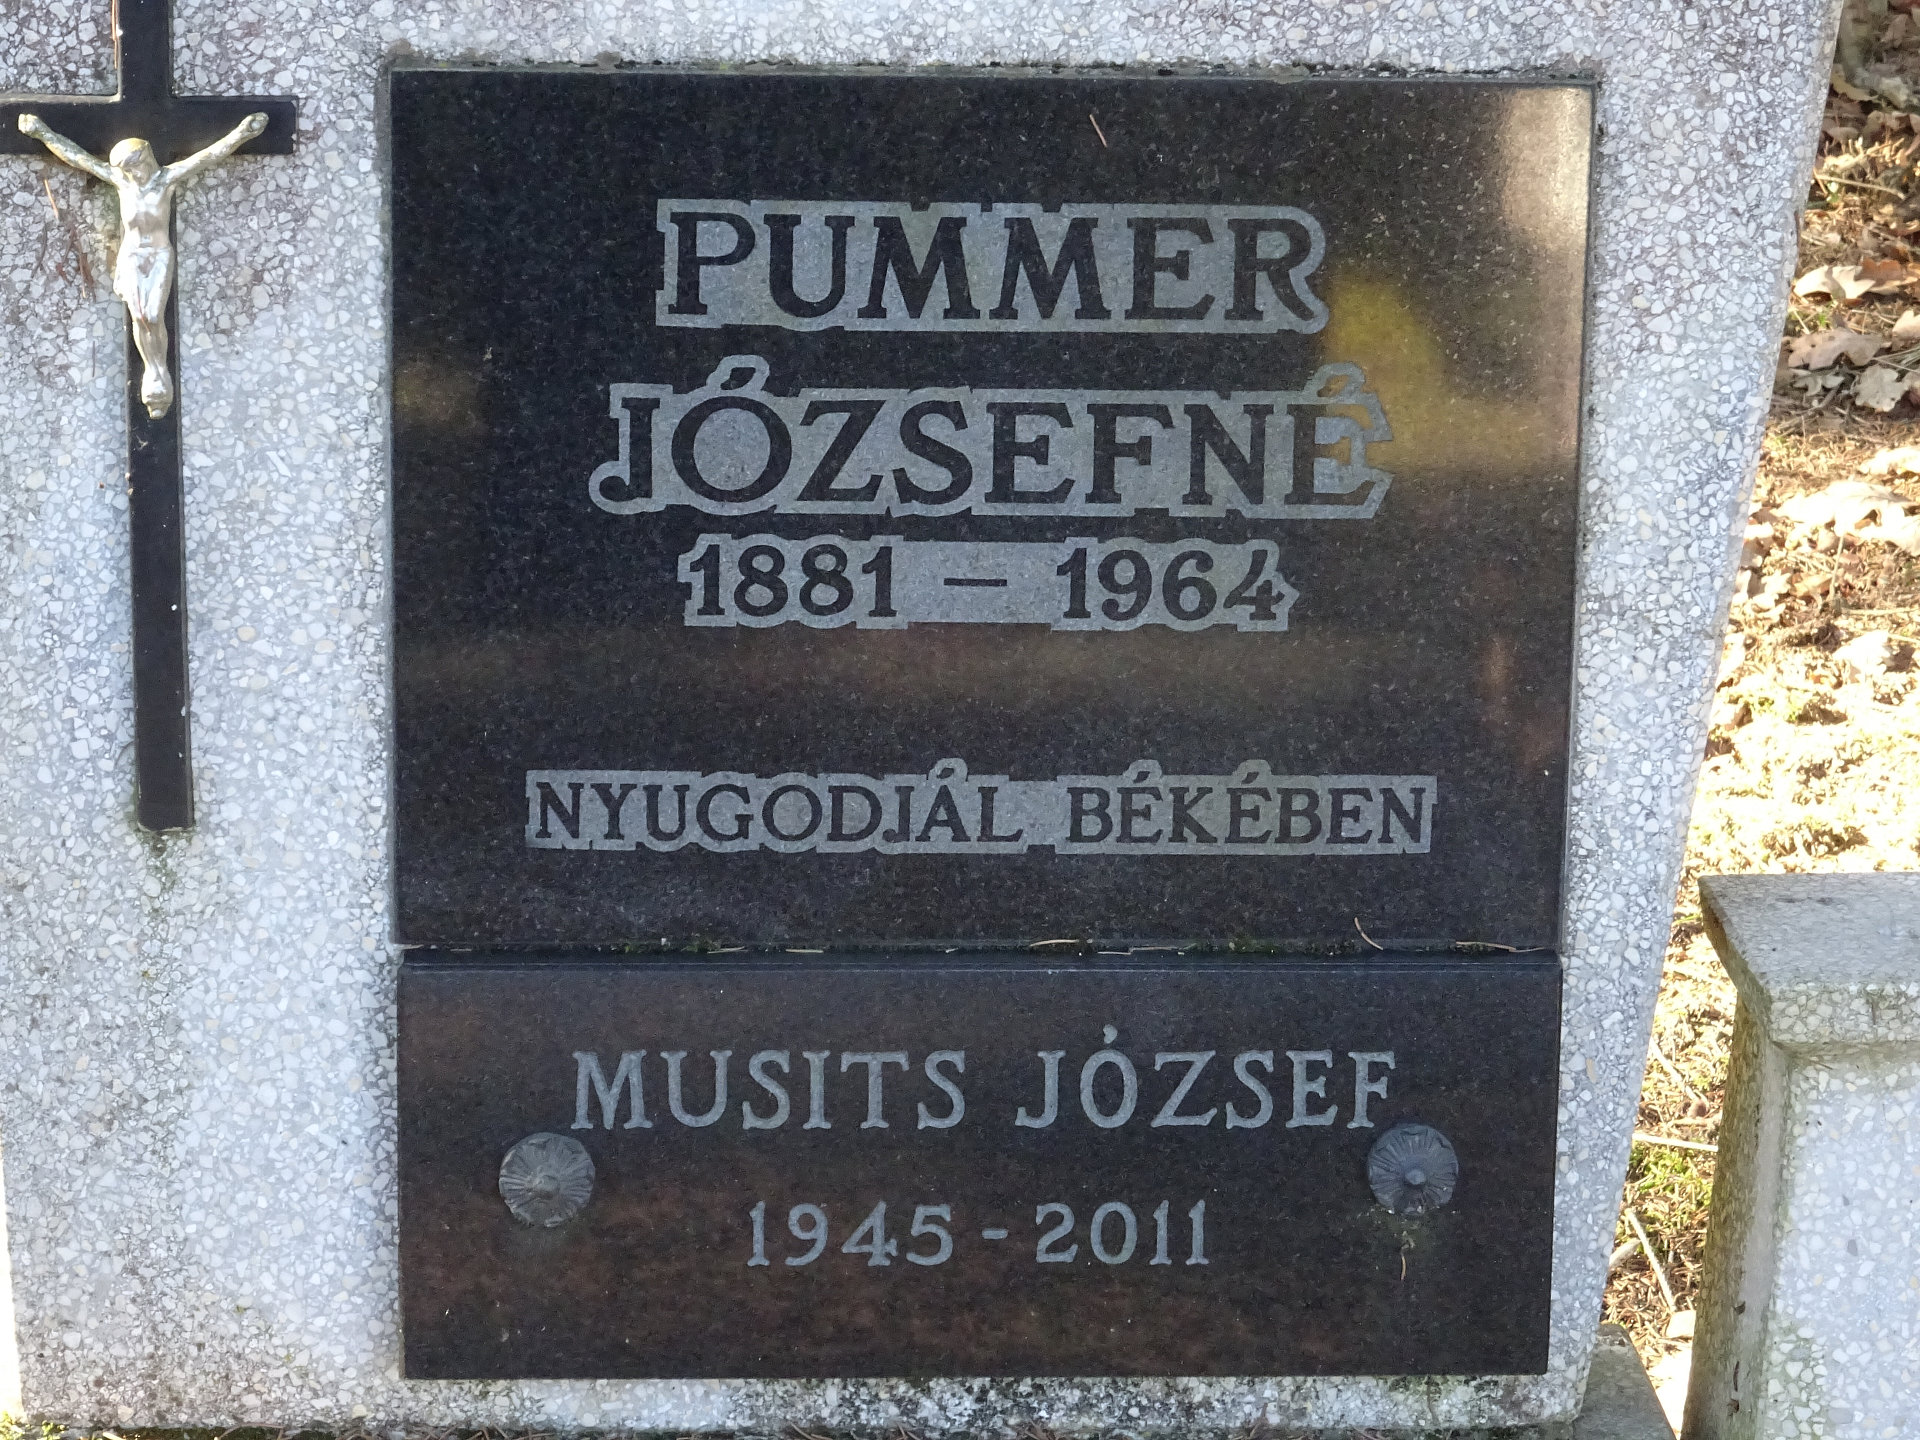 PUMMER
JÓZSEFNÉ
1881 – 1964
NYUGODJÁL BÉKÉBEN
MUSITS JÓZSEF
1945 - 2011